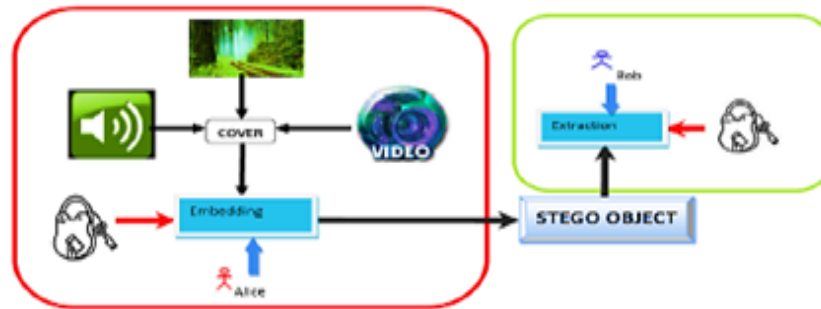 COVER
VIDEO
Embedding
Alice
Bob
Extraction
STEGO OBJECT